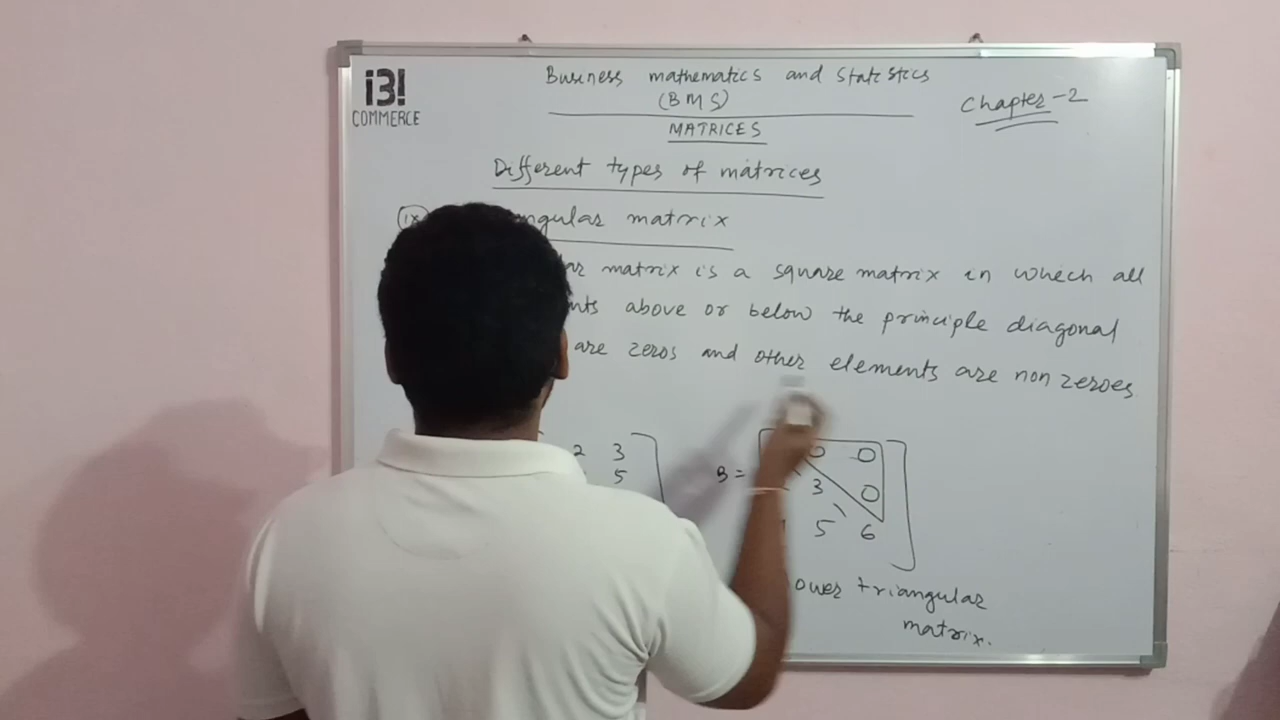 i3!
COMMERCE
Business mathematics and Statistics
(BMS)
Chapter-2
MATRICES
Different types of matrices
(ix) ngular matrix
matrix is a square matrix in which all
above or below the principle diagonal
are zeros and other elements are non zeroes
2 3
5
B = 0 0
3 0
5 6
triangular
matrix.